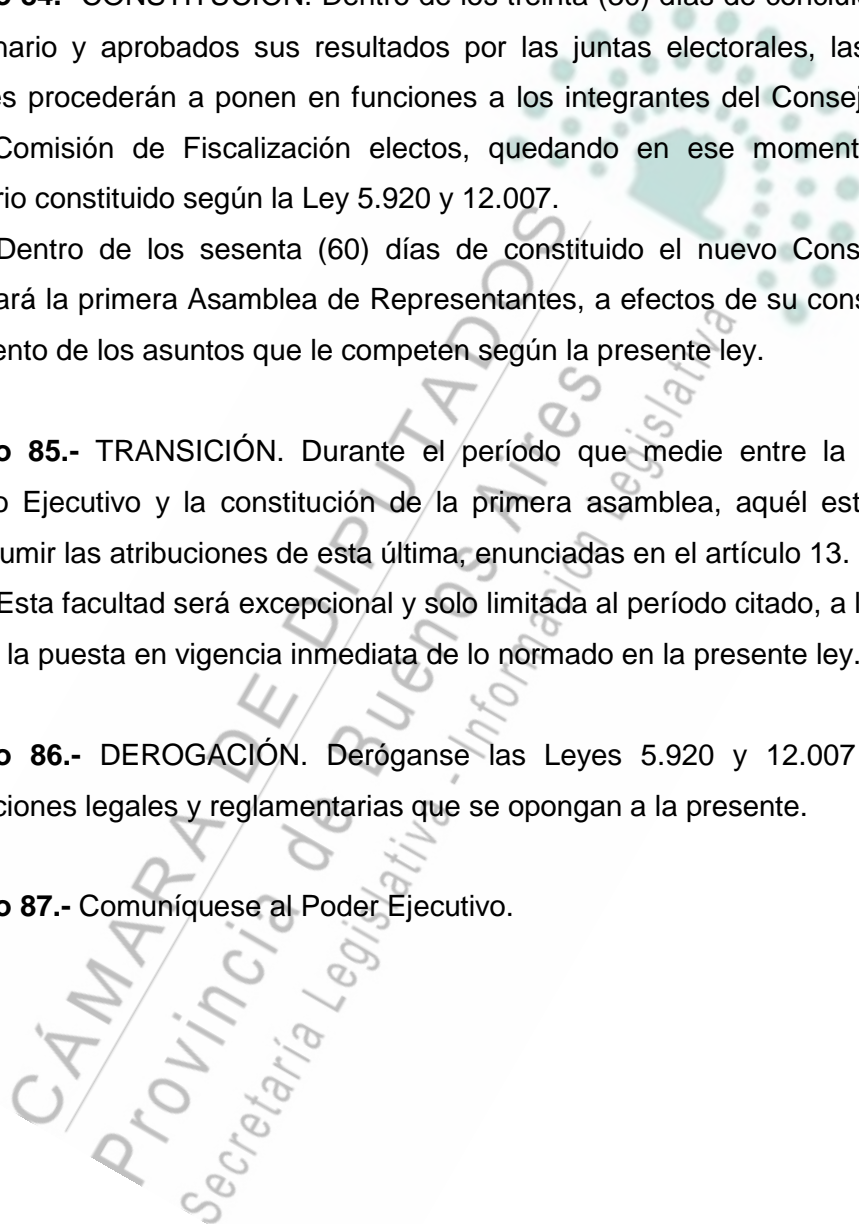 o 84.- CONSTITUCIÓN. Dentro de los treinta (30) días de concluid
nario y aprobados sus resultados por las juntas electorales, las
es procederán a ponen en funciones a los integrantes del Consej
Comisión de Fiscalización electos, quedando en ese moment
rio constituido según la Ley 5.920 y 12.007.
Dentro de los sesenta (60) días de constituido el nuevo Cons
ará la primera Asamblea de Representantes, a efectos de su cons
ento de los asuntos que le competen según la presente ley.
o 85.- TRANSICIÓN. Durante el período que medie entre la
o Ejecutivo y la constitución de la primera asamblea, aquél est
umir las atribuciones de esta última, enunciadas en el artículo 13.
Esta facultad será excepcional y solo limitada al período citado, a l
la puesta en vigencia inmediata de lo normado en la presente ley.
o 86.- DEROGACIÓN. Deróganse las Leyes 5.920 y 12.007
ciones legales y reglamentarias que se opongan a la presente.
o 87.- Comuníquese al Poder Ejecutivo.
CÁMARA DE DIPUTADOS
Provincia de Buenos Aires
Secretaría Legislativa - Información Legislativa